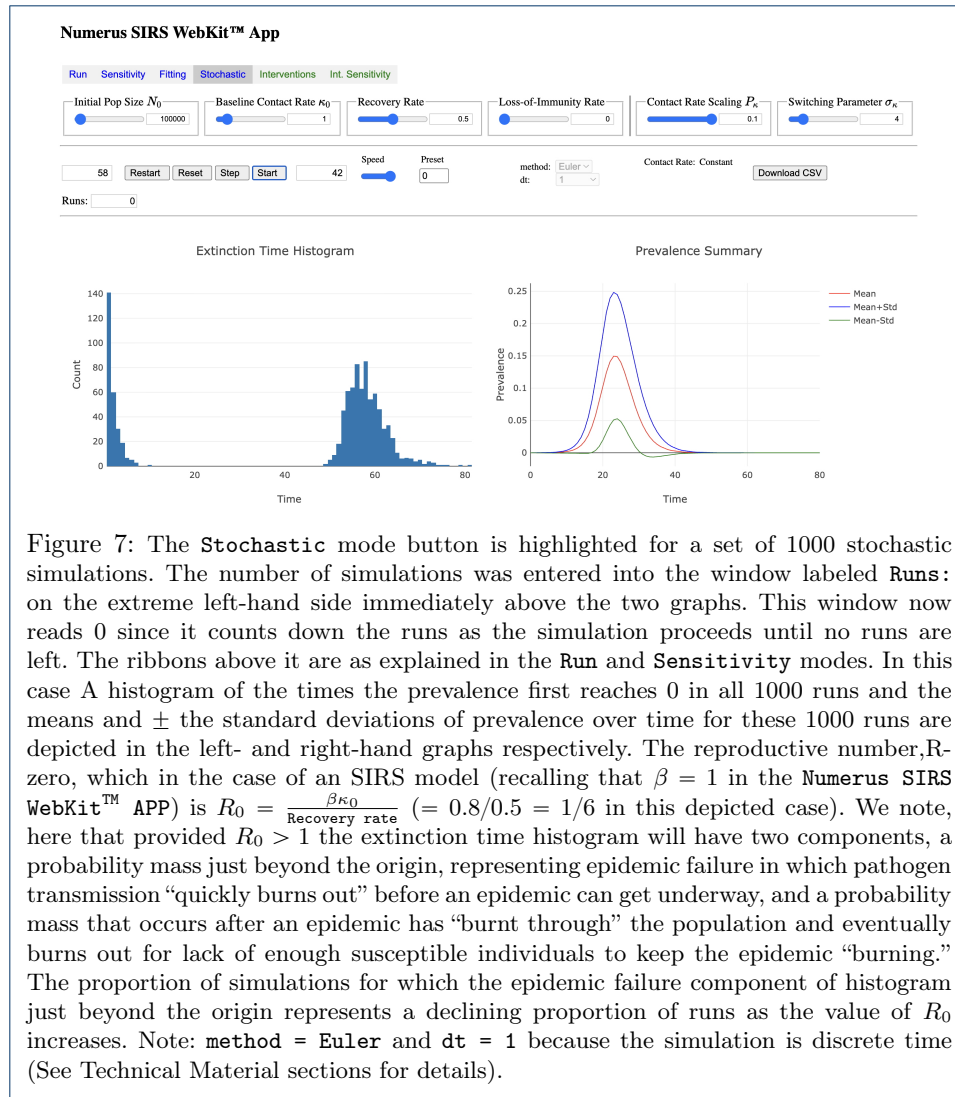 Numerus SIRS WebKit™ App
Run Sensitivity Fitting Stochastic Interventions Int. Sensitivity
Initial Pop Size N₀ Baseline Contact Rate κ₀ Recovery Rate Loss-of-Immunity Rate Contact Rate Scaling Pκ Switching Parameter σκ
100000 1 0.5 0 0.1 4
Speed Preset
58 Restart Reset Step Start 42 0 method: Euler Contact Rate: Constant Download CSV
dt: 1
Runs: 0
Extinction Time Histogram Prevalence Summary
140
120
100
80
60
40
20
0
Count
20 40 60 80
Time
0.25
0.2
0.15
0.1
0.05
0
Prevalence
0 20 40 60 80
Time
Mean
Mean+Std
Mean-Std
Figure 7: The Stochastic mode button is highlighted for a set of 1000 stochastic
simulations. The number of simulations was entered into the window labeled Runs:
on the extreme left-hand side immediately above the two graphs. This window now
reads 0 since it counts down the runs as the simulation proceeds until no runs are
left. The ribbons above it are as explained in the Run and Sensitivity modes. In this
case A histogram of the times the prevalence first reaches 0 in all 1000 runs and the
means and ± the standard deviations of prevalence over time for these 1000 runs are
depicted in the left- and right-hand graphs respectively. The reproductive number,R-
zero, which in the case of an SIRS model (recalling that β = 1 in the Numerus SIRS
WebKit™ APP) is R₀ = βκ₀/Recovery rate (= 0.8/0.5 = 1/6 in this depicted case). We note,
here that provided R₀ > 1 the extinction time histogram will have two components, a
probability mass just beyond the origin, representing epidemic failure in which pathogen
transmission “quickly burns out” before an epidemic can get underway, and a probability
mass that occurs after an epidemic has “burnt through” the population and eventually
burns out for lack of enough susceptible individuals to keep the epidemic “burning.”
The proportion of simulations for which the epidemic failure component of histogram
just beyond the origin represents a declining proportion of runs as the value of R₀
increases. Note: method = Euler and dt = 1 because the simulation is discrete time
(See Technical Material sections for details).